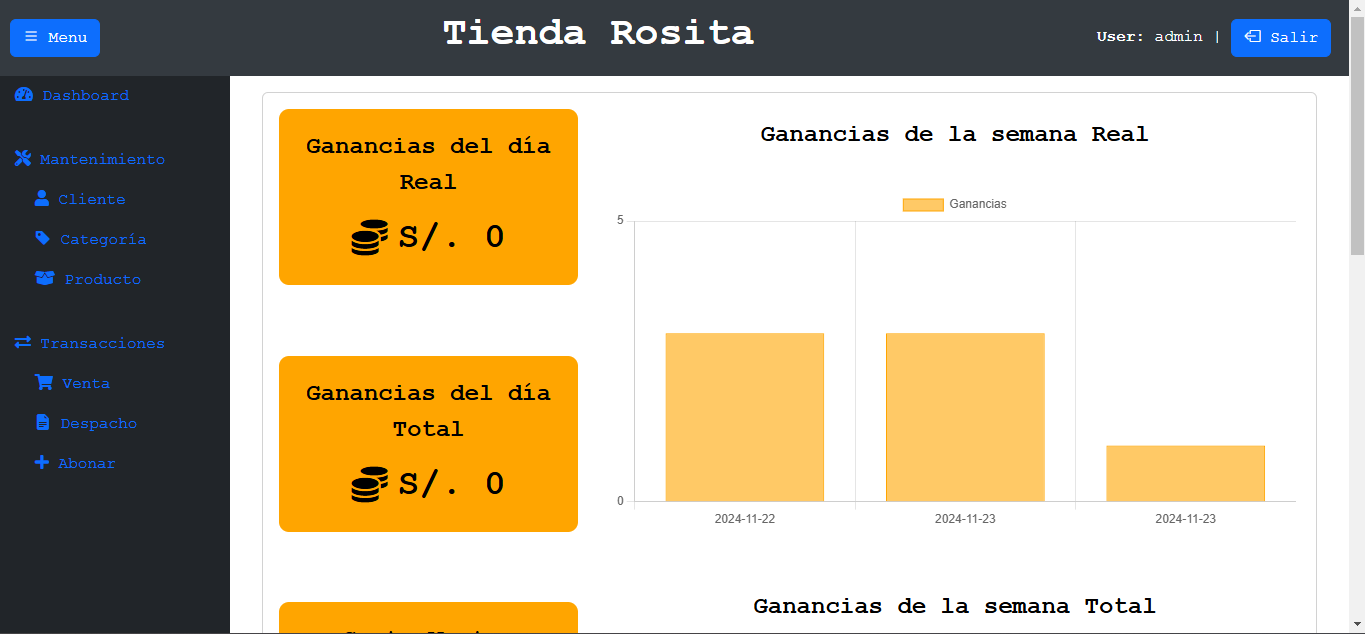 Menu
Tienda Rosita
User: admin |
Salir
Dashboard
Mantenimiento
Cliente
Categoría
Producto
Transacciones
Venta
Despacho
Abonar
Ganancias del día
Real
S/. 0
Ganancias del día
Total
S/. 0
Ganancias de la semana Real
Ganancias
5
0
2024-11-22
2024-11-23
2024-11-23
Ganancias de la semana Total